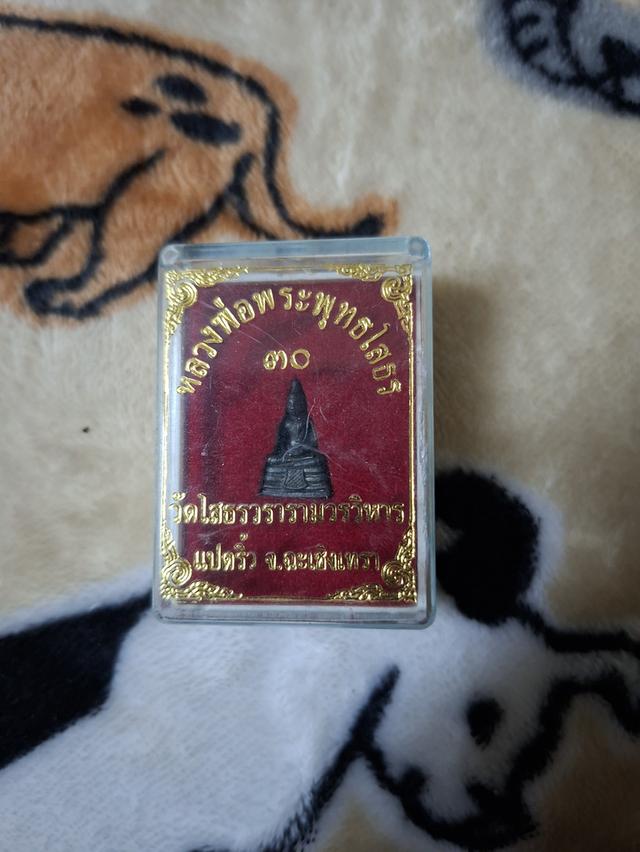 หลวงพ่อพระพุทธโสธร
๓๐
วัดโสธรวรารามวรวิหาร
แปดริ้ว จ.ฉะเชิงเทรา